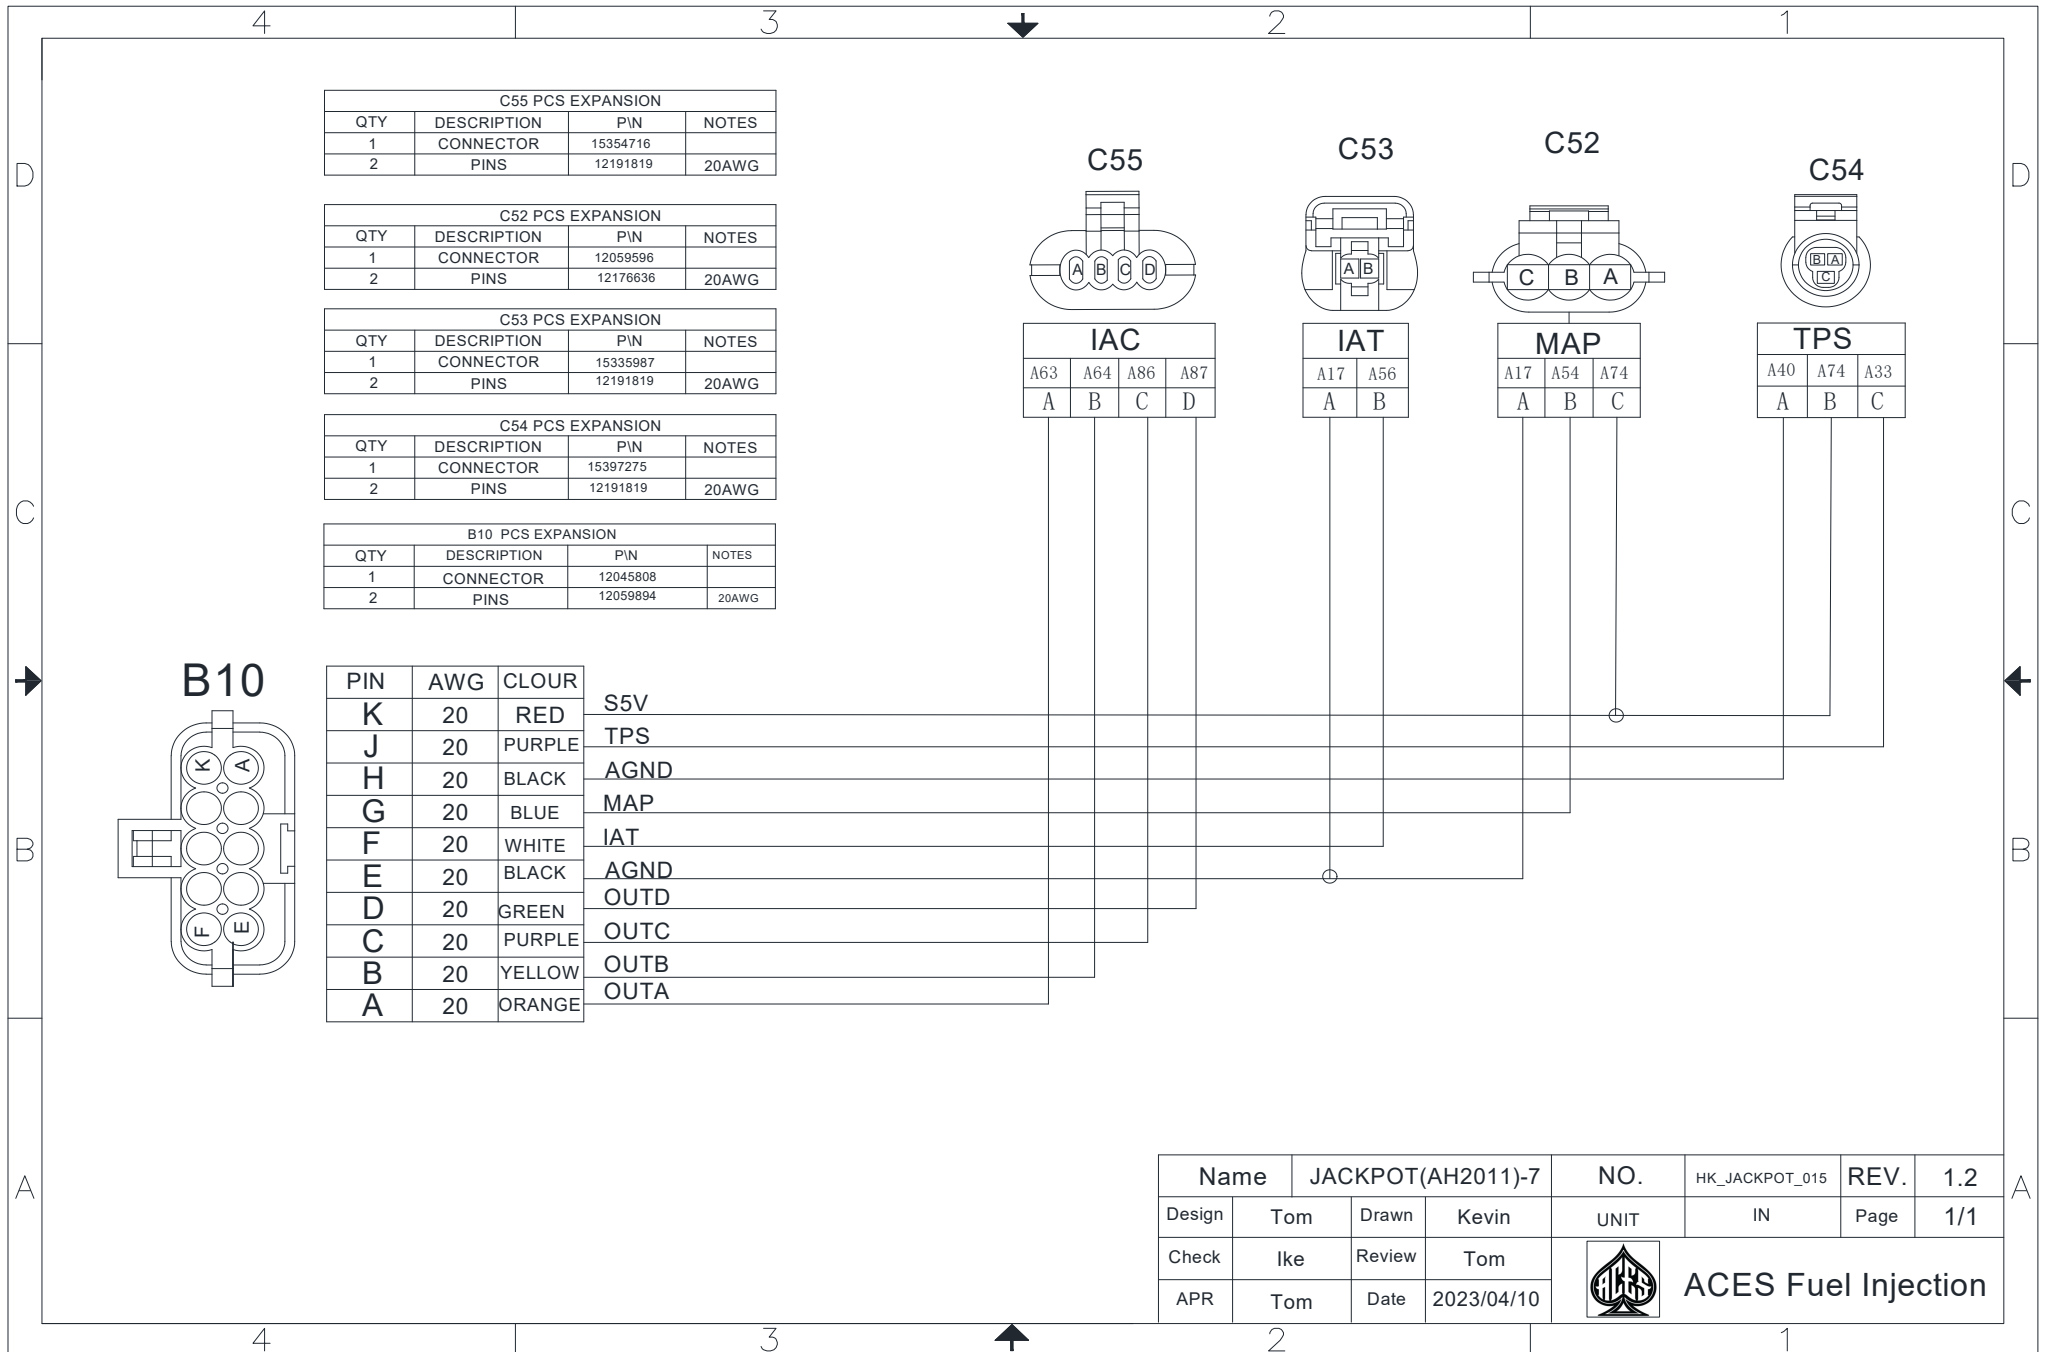 4 3 2 1
D
C
B
A
D
C
B
A
C55 PCS EXPANSION
QTY DESCRIPTION P\N NOTES
1 CONNECTOR 15354716
2 PINS 12191819 20AWG
C52 PCS EXPANSION
QTY DESCRIPTION P\N NOTES
1 CONNECTOR 12059596
2 PINS 12176636 20AWG
C53 PCS EXPANSION
QTY DESCRIPTION P\N NOTES
1 CONNECTOR 15335987
2 PINS 12191819 20AWG
C54 PCS EXPANSION
QTY DESCRIPTION P\N NOTES
1 CONNECTOR 15397275
2 PINS 12191819 20AWG
B10 PCS EXPANSION
QTY DESCRIPTION P\N NOTES
1 CONNECTOR 12045808
2 PINS 12059894 20AWG
C55
A B C D
IAC
A63 A64 A86 A87
A B C D
C53
A B
IAT
A17 A56
A B
C52
C B A
MAP
A17 A54 A74
A B C
C54
B A
C
TPS
A40 A74 A33
A B C
B10
K A
F E
PIN AWG CLOUR
K 20 RED S5V
J 20 PURPLE TPS
H 20 BLACK AGND
G 20 BLUE MAP
F 20 WHITE IAT
E 20 BLACK AGND
D 20 GREEN OUTD
C 20 PURPLE OUTC
B 20 YELLOW OUTB
A 20 ORANGE OUTA
Name JACKPOT(AH2011)-7 NO. HK_JACKPOT_015 REV. 1.2
Design Tom Drawn Kevin UNIT IN Page 1/1
Check Ike Review Tom
APR Tom Date 2023/04/10
ACES
ACES Fuel Injection
4 3 2 1